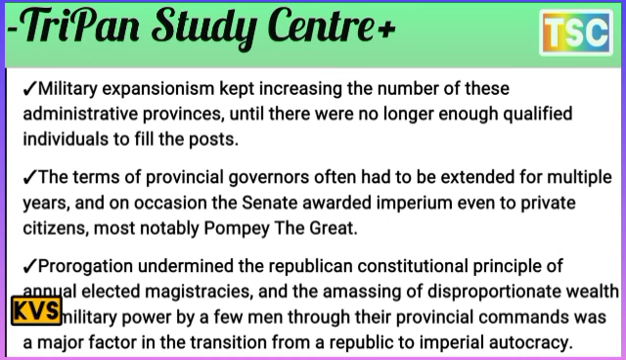 -TriPan Study Centre+
TSC
✓Military expansionism kept increasing the number of these
administrative provinces, until there were no longer enough qualified
individuals to fill the posts.
✓The terms of provincial governors often had to be extended for multiple
years, and on occasion the Senate awarded imperium even to private
citizens, most notably Pompey The Great.
✓Prorogation undermined the republican constitutional principle of
annual elected magistracies, and the amassing of disproportionate wealth
KVS military power by a few men through their provincial commands was
a major factor in the transition from a republic to imperial autocracy.